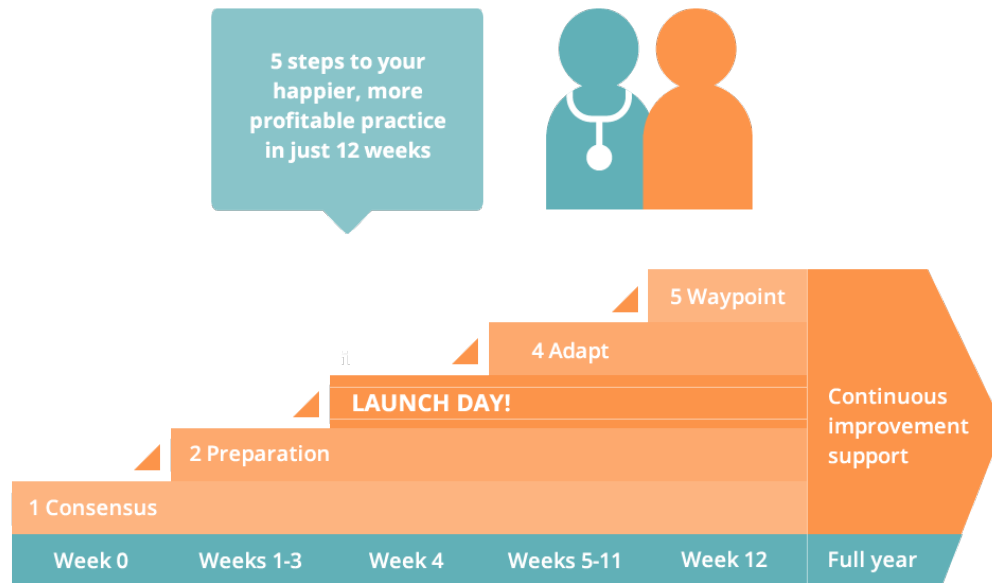 5 steps to your
happier, more
profitable practice
in just 12 weeks
5 Waypoint
4 Adapt
LAUNCH DAY!
2 Preparation
1 Consensus
Continuous
improvement
support
Week 0
Weeks 1-3
Week 4
Weeks 5-11
Week 12
Full year